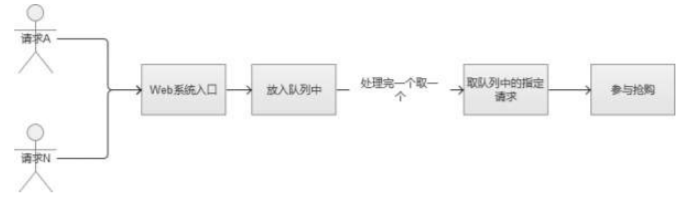 请求A
请求N
Web系统入口
放入队列中
处理完一个取一
个
取队列中的指定
请求
参与抢购